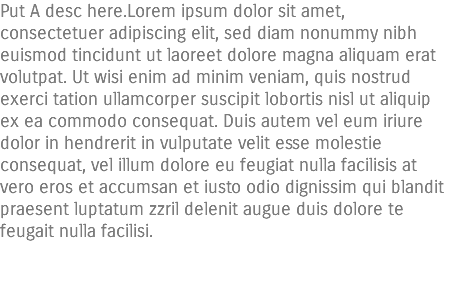 Put A desc here.Lorem ipsum dolor sit amet,
consectetuer adipiscing elit, sed diam nonummy nibh
euismod tincidunt ut laoreet dolore magna aliquam erat
volutpat. Ut wisi enim ad minim veniam, quis nostrud
exerci tation ullamcorper suscipit lobortis nisl ut aliquip
ex ea commodo consequat. Duis autem vel eum iriure
dolor in hendrerit in vulputate velit esse molestie
consequat, vel illum dolore eu feugiat nulla facilisis at
vero eros et accumsan et iusto odio dignissim qui blandit
praesent luptatum zzril delenit augue duis dolore te
feugait nulla facilisi.